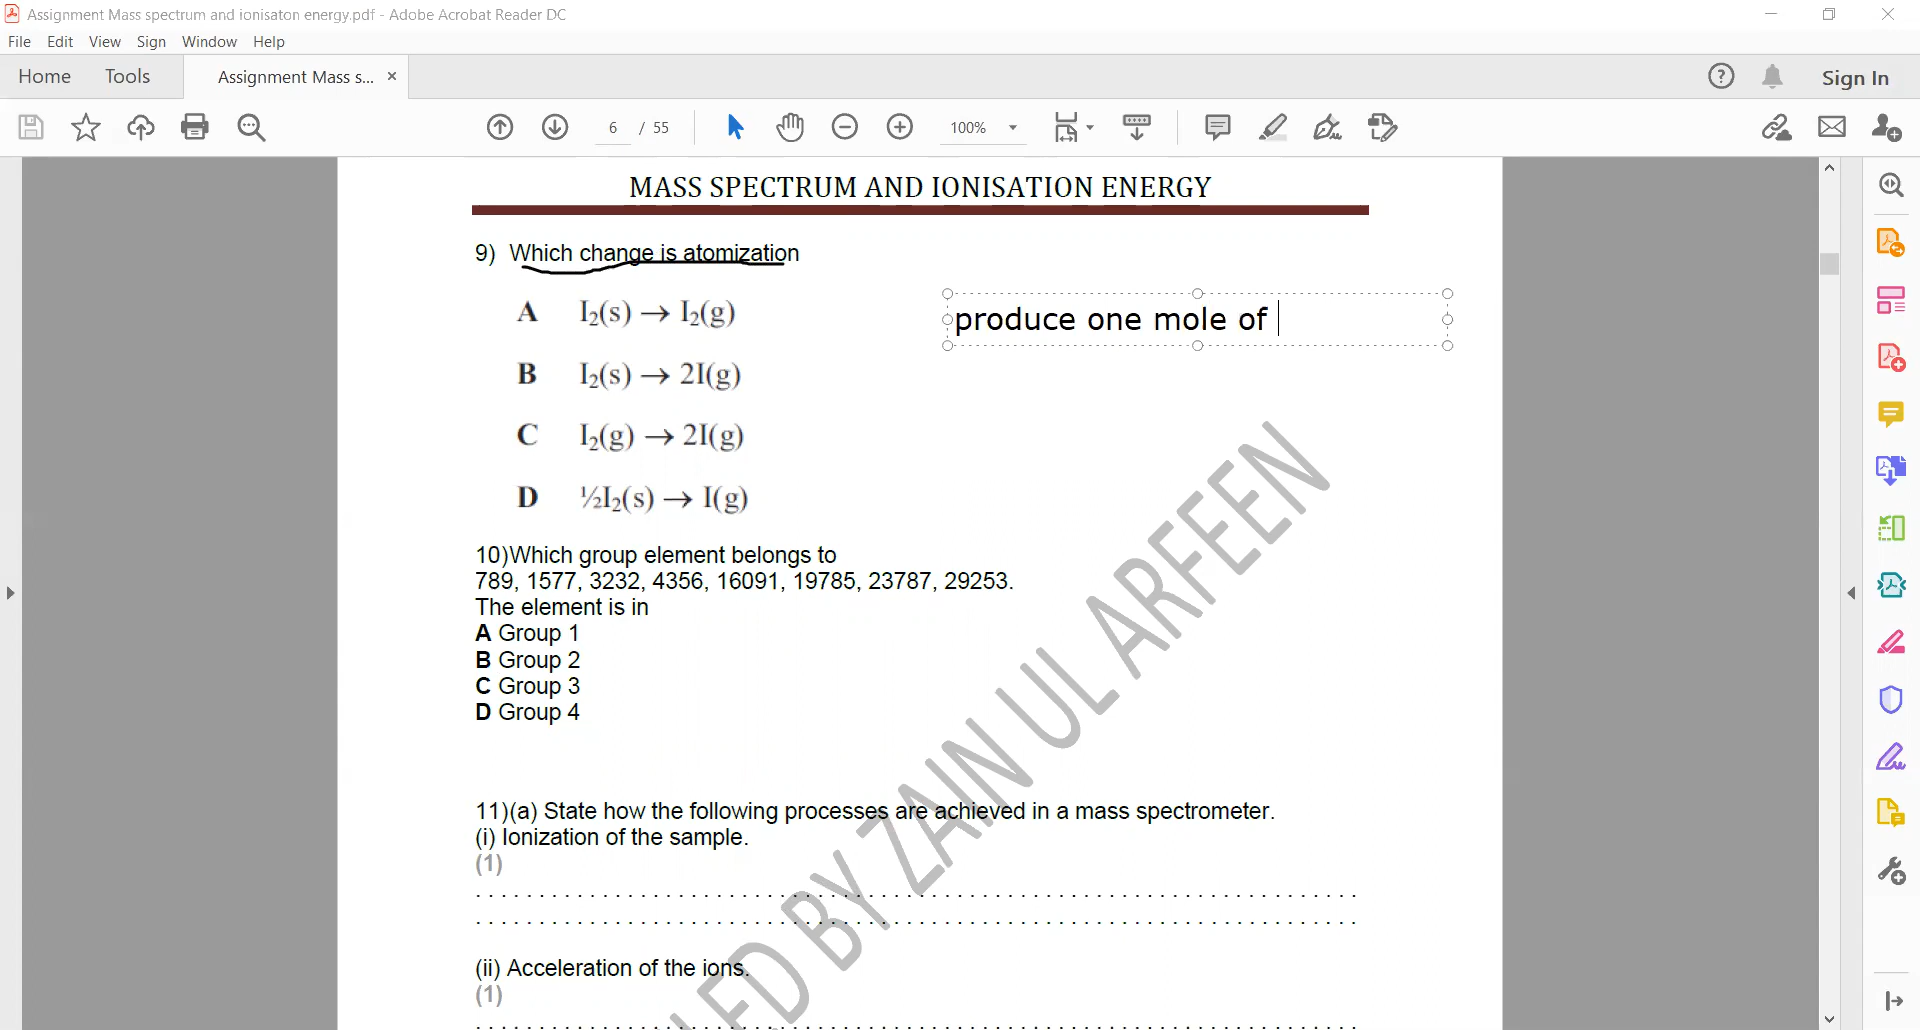 Assignment Mass spectrum and ionisaton energy.pdf - Adobe Acrobat Reader DC
File Edit View Sign Window Help
Home Tools Assignment Mass s... × Sign In
6 / 55 100%
MASS SPECTRUM AND IONISATION ENERGY
9) Which change is atomization
A I₂(s) → I₂(g)
produce one mole of
B I₂(s) → 2I(g)
C I₂(g) → 2I(g)
D ½I₂(s) → I(g)
10)Which group element belongs to
789, 1577, 3232, 4356, 16091, 19785, 23787, 29253.
The element is in
A Group 1
B Group 2
C Group 3
D Group 4
11)(a) State how the following processes are achieved in a mass spectrometer.
(i) Ionization of the sample.
(1)
(ii) Acceleration of the ions.
(1)
BY ZAIN UL ARFEEN